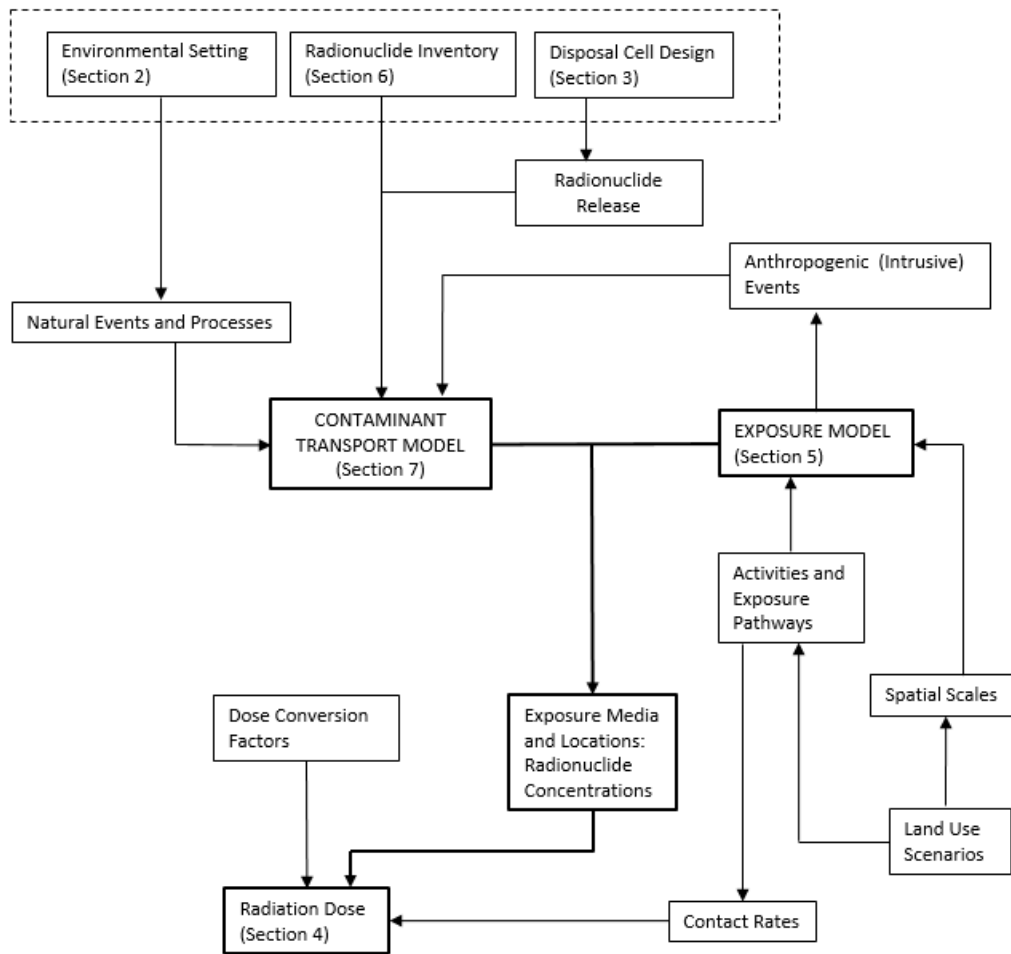 Environmental Setting
(Section 2)
Radionuclide Inventory
(Section 6)
Disposal Cell Design
(Section 3)
Radionuclide
Release
Anthropogenic (Intrusive)
Events
Natural Events and Processes
CONTAMINANT
TRANSPORT MODEL
(Section 7)
EXPOSURE MODEL
(Section 5)
Activities and
Exposure
Pathways
Spatial Scales
Dose Conversion
Factors
Exposure Media
and Locations:
Radionuclide
Concentrations
Land Use
Scenarios
Radiation Dose
(Section 4)
Contact Rates